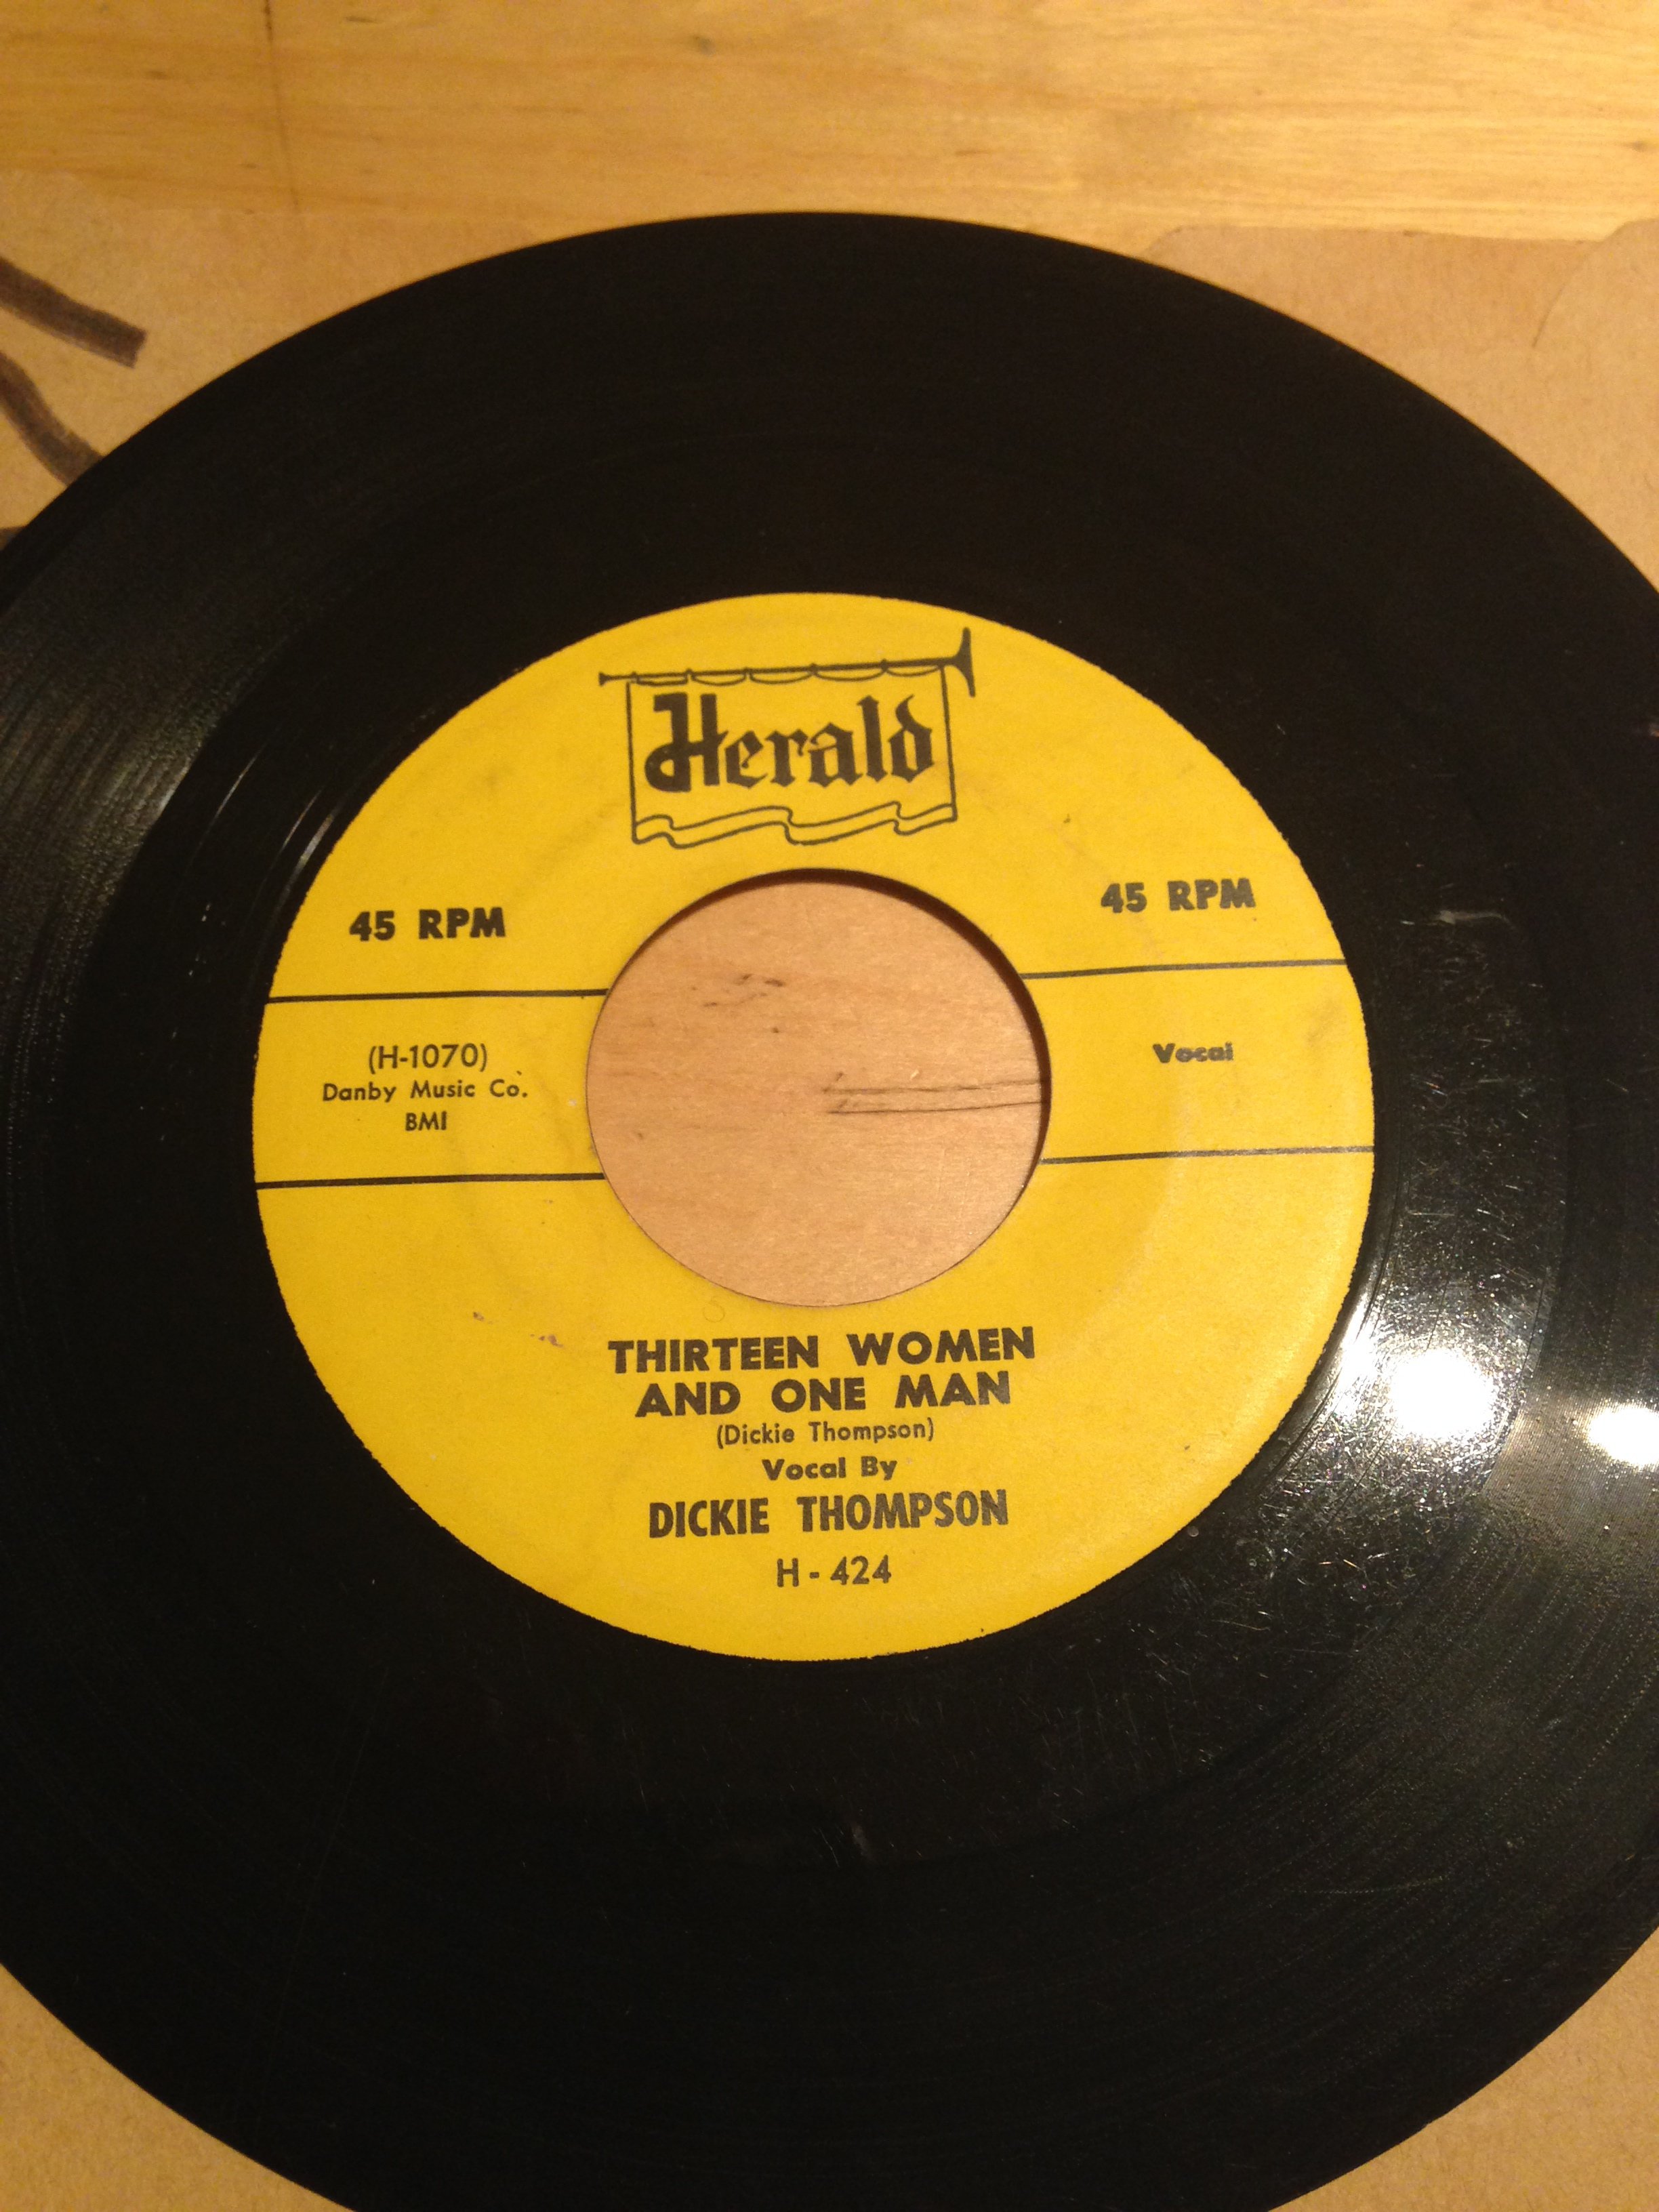 Herald
45 RPM
45 RPM
(H-1070)
Danby Music Co.
BMI
Vocal
THIRTEEN WOMEN
AND ONE MAN
(Dickie Thompson)
Vocal By
DICKIE THOMPSON
H-424